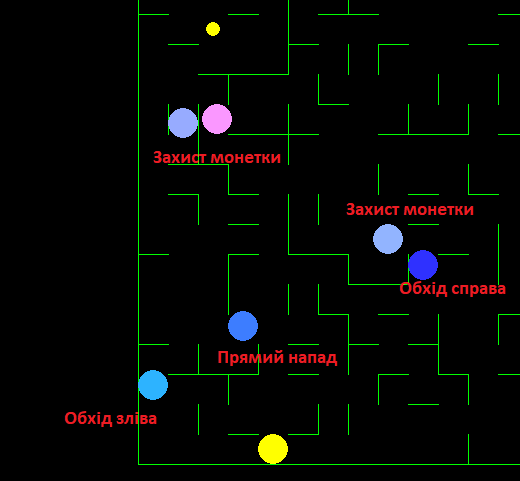 Захист монетки
Захист монетки
Обхід справа
Прямий напад
Обхід зліва